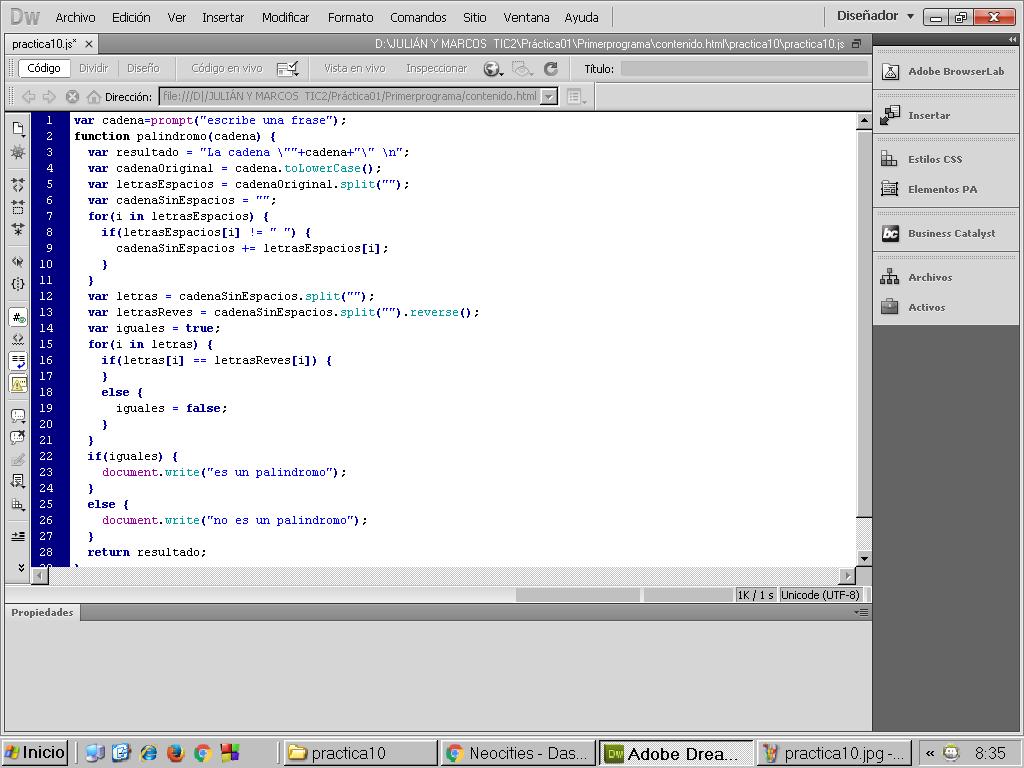 Dw Archivo Edición Ver Insertar Modificar Formato Comandos Sitio Ventana Ayuda Diseñador
practica10.js* D:\JULIÁN Y MARCOS TIC2\Práctica01\Primerprograma\contenido.html\practica10\practica10.js
Código Dividir Diseño Código en vivo Vista en vivo Inspeccionar Título:
Dirección: file:///D|/JULIÁN Y MARCOS TIC2/Práctica01/Primerprograma/contenido.html
1 var cadena=prompt("escribe una frase");
2 function palindromo(cadena) {
3 var resultado = "La cadena \""+cadena+"\" \n";
4 var cadenaOriginal = cadena.toLowerCase();
5 var letrasEspacios = cadenaOriginal.split("");
6 var cadenaSinEspacios = "";
7 for(i in letrasEspacios) {
8 if(letrasEspacios[i] != " ") {
9 cadenaSinEspacios += letrasEspacios[i];
10 }
11 }
12 var letras = cadenaSinEspacios.split("");
13 var letrasReves = cadenaSinEspacios.split("").reverse();
14 var iguales = true;
15 for(i in letras) {
16 if(letras[i] == letrasReves[i]) {
17 }
18 else {
19 iguales = false;
20 }
21 }
22 if(iguales) {
23 document.write("es un palindromo");
24 }
25 else {
26 document.write("no es un palindromo");
27 }
28 return resultado;
1K / 1 s Unicode (UTF-8)
Propiedades
Adobe BrowserLab
Insertar
Estilos CSS
Elementos PA
bc Business Catalyst
Archivos
Activos
Inicio practica10 Neocities - Das... Dw Adobe Drea... practica10.jpg -... « 8:35